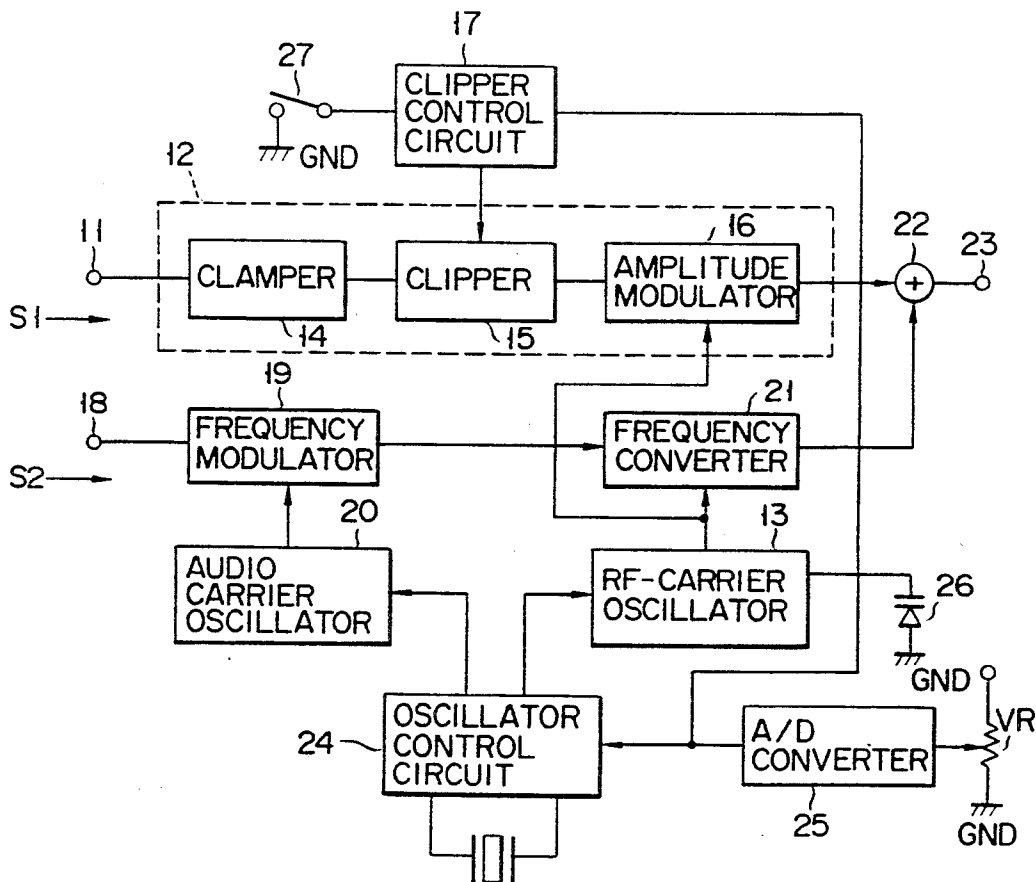 17
27
CLIPPER
CONTROL
CIRCUIT
GND
12
11
16
22
23
CLAMPER
CLIPPER
AMPLITUDE
MODULATOR
+
S1
14
15
18
19
21
FREQUENCY
MODULATOR
FREQUENCY
CONVERTER
S2
20
13
AUDIO
CARRIER
OSCILLATOR
RF-CARRIER
OSCILLATOR
26
GND
24
OSCILLATOR
CONTROL
CIRCUIT
A/D
CONVERTER
VR
25
GND